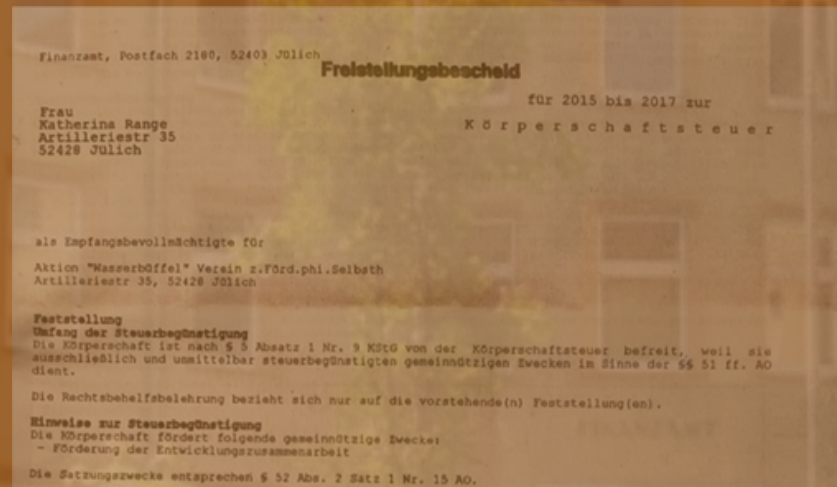 Finanzamt, Postfach 2180, 52403 Jülich
Freistellungsbescheid
für 2015 bis 2017 zur
Körperschaftsteuer
Frau
Katherina Range
Artilleriestr 35
52428 Jülich
als Empfangsbevollmächtigte für
Aktion "Wasserbüffel" Verein z.Förd.phi.Selbsth
Artilleriestr 35, 52428 Jülich
Feststellung
Umfang der Steuerbegünstigung
Die Körperschaft ist nach § 5 Absatz 1 Nr. 9 KStG von der Körperschaftsteuer befreit, weil sie
ausschließlich und unmittelbar steuerbegünstigten gemeinnützigen Zwecken im Sinne der §§ 51 ff. AO
dient.
Die Rechtsbehelfsbelehrung bezieht sich nur auf die vorstehende(n) Feststellung(en).
Hinweise zur Steuerbegünstigung
Die Körperschaft fördert folgende gemeinnützige Zwecke:
- Förderung der Entwicklungszusammenarbeit
Die Satzungszwecke entsprechen § 52 Abs. 2 Satz 1 Nr. 15 AO.